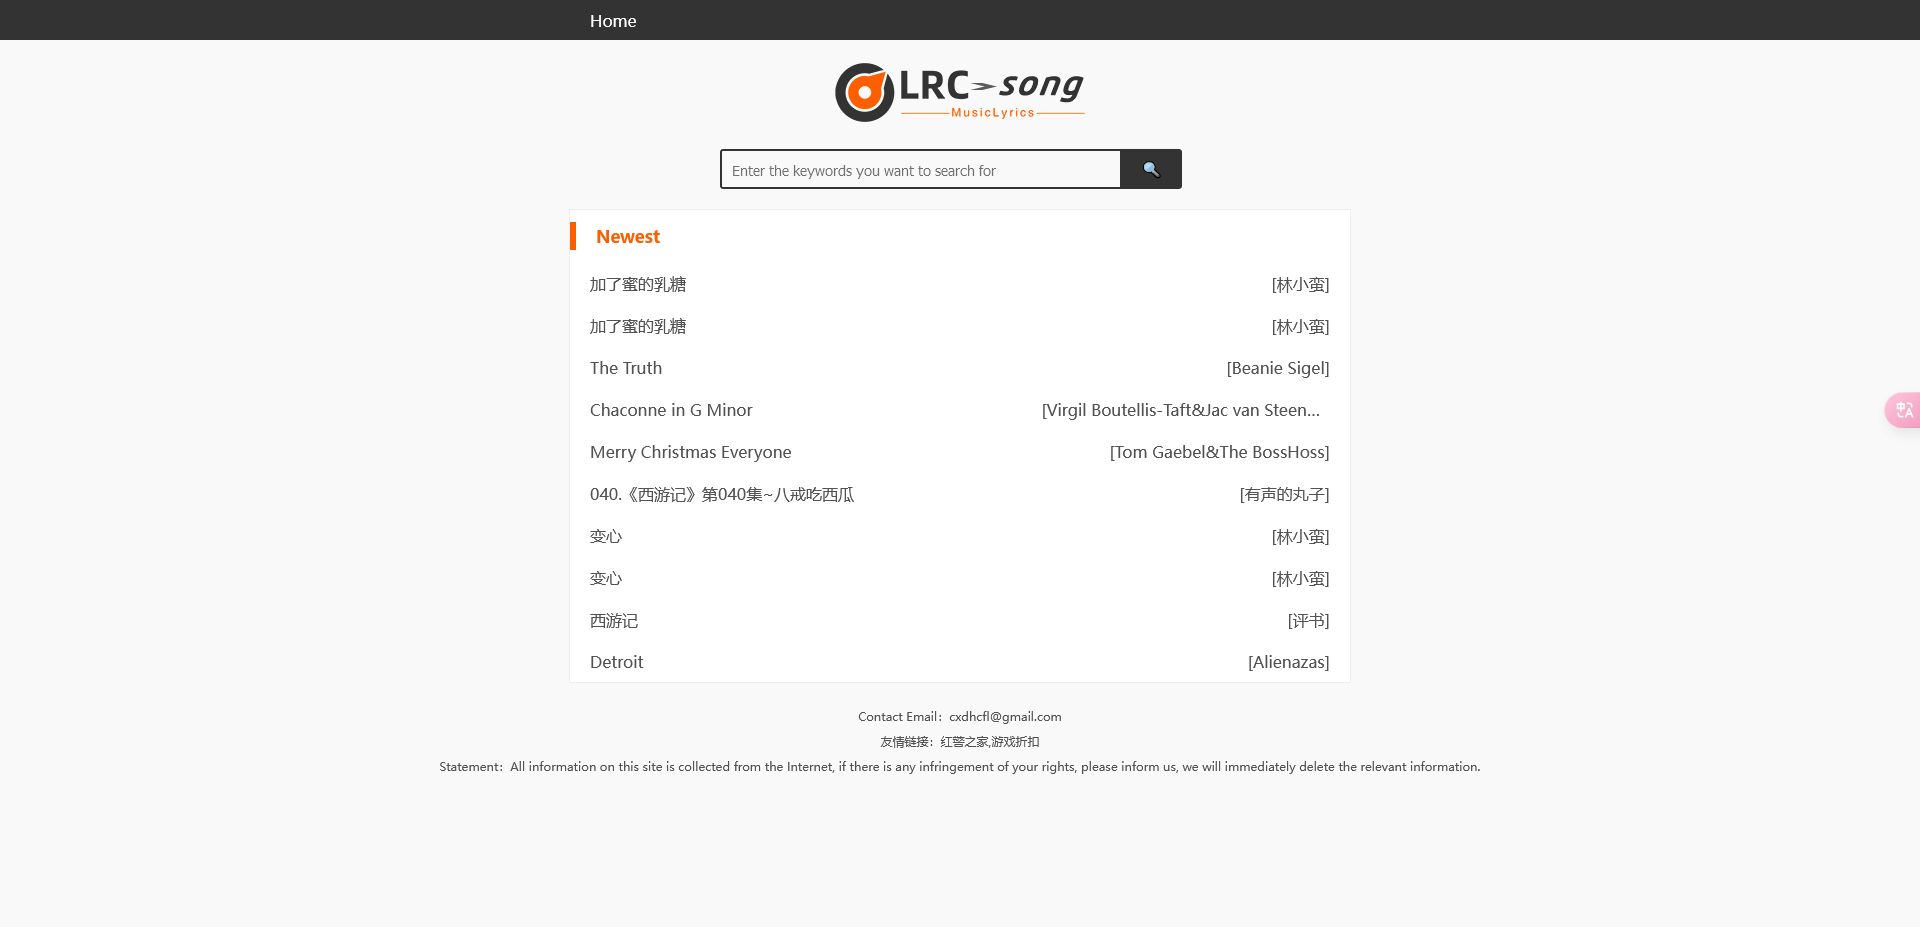 Home
LRC song
MusicLyrics
Enter the keywords you want to search for
Newest
加了蜜的乳糖 [林小蛮]
加了蜜的乳糖 [林小蛮]
The Truth [Beanie Sigel]
Chaconne in G Minor [Virgil Boutellis-Taft&Jac van Steen...
Merry Christmas Everyone [Tom Gaebel&The BossHoss]
040.《西游记》第040集~八戒吃西瓜 [有声的丸子]
变心 [林小蛮]
变心 [林小蛮]
西游记 [评书]
Detroit [Alienazas]
Contact Email：cxdhcfl@gmail.com
友情链接：红警之家,游戏折扣
Statement：All information on this site is collected from the Internet, if there is any infringement of your rights, please inform us, we will immediately delete the relevant information.